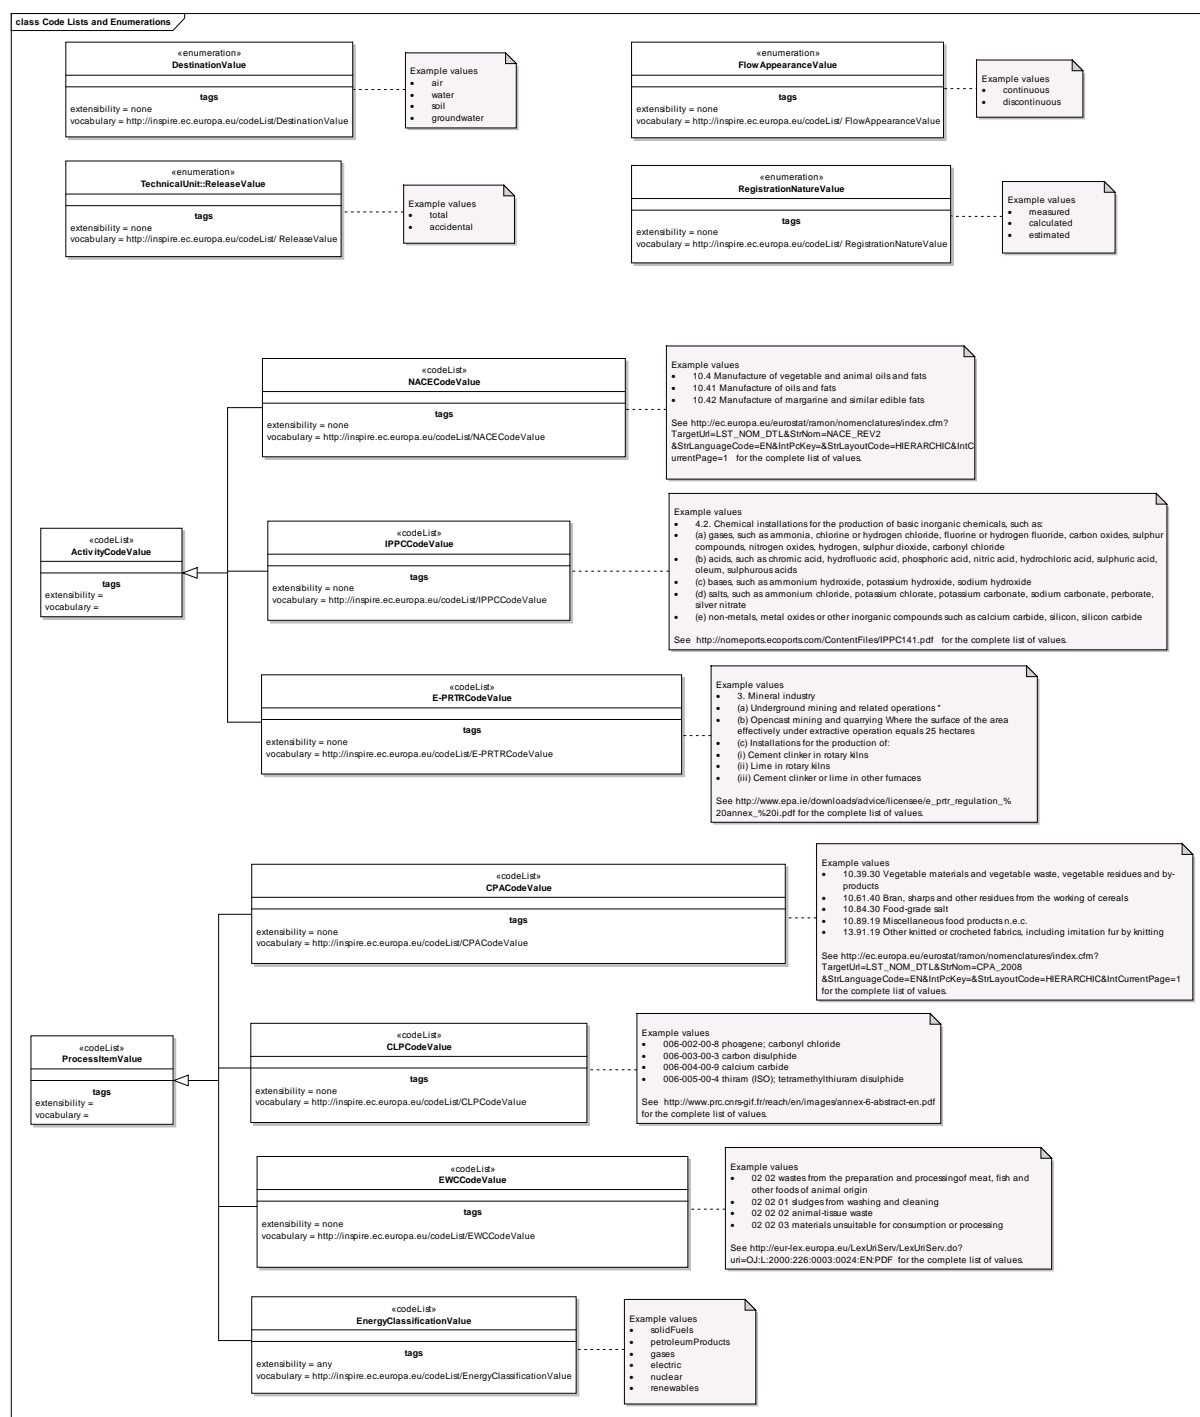 class Code Lists and Enumerations
«enumeration»
DestinationValue
tags
extensibility = none
vocabulary = http://inspire.ec.europa.eu/codeList/DestinationValue
Example values
• air
• water
• soil
• groundwater
«enumeration»
FlowAppearanceValue
tags
extensibility = none
vocabulary = http://inspire.ec.europa.eu/codeList/ FlowAppearanceValue
Example values
• continuous
• discontinuous
«enumeration»
TechnicalUnit::ReleaseValue
tags
extensibility = none
vocabulary = http://inspire.ec.europa.eu/codeList/ ReleaseValue
Example values
• total
• accidental
«enumeration»
RegistrationNatureValue
tags
extensibility = none
vocabulary = http://inspire.ec.europa.eu/codeList/ RegistrationNatureValue
Example values
• measured
• calculated
• estimated
«codeList»
NACECodeValue
tags
extensibility = none
vocabulary = http://inspire.ec.europa.eu/codeList/NACECodeValue
Example values
• 10.4 Manufacture of vegetable and animal oils and fats
• 10.41 Manufacture of oils and fats
• 10.42 Manufacture of margarine and similar edible fats
See http://ec.europa.eu/eurostat/ramon/nomenclatures/index.cfm?
TargetUrl=LST_NOM_DTL&StrNom=NACE_REV2
&StrLanguageCode=EN&IntPcKey=&StrLayoutCode=HIERARCHIC&IntC
urrentPage=1 for the complete list of values.
«codeList»
ActivityCodeValue
tags
extensibility =
vocabulary =
«codeList»
IPPCCodeValue
tags
extensibility = none
vocabulary = http://inspire.ec.europa.eu/codeList/IPPCCodeValue
Example values
• 4.2. Chemical installations for the production of basic inorganic chemicals, such as:
• (a) gases, such as ammonia, chlorine or hydrogen chloride, fluorine or hydrogen fluoride, carbon oxides, sulphur
compounds, nitrogen oxides, hydrogen, sulphur dioxide, carbonyl chloride
• (b) acids, such as chromic acid, hydrofluoric acid, phosphoric acid, nitric acid, hydrochloric acid, sulphuric acid,
oleum, sulphurous acids
• (c) bases, such as ammonium hydroxide, potassium hydroxide, sodium hydroxide
• (d) salts, such as ammonium chloride, potassium chlorate, potassium carbonate, sodium carbonate, perborate,
silver nitrate
• (e) non-metals, metal oxides or other inorganic compounds such as calcium carbide, silicon, silicon carbide
See http://nomeports.ecoports.com/ContentFiles/IPPC141.pdf for the complete list of values.
«codeList»
E-PRTRCodeValue
tags
extensibility = none
vocabulary = http://inspire.ec.europa.eu/codeList/E-PRTRCodeValue
Example values
• 3. Mineral industry
• (a) Underground mining and related operations *
• (b) Opencast mining and quarrying Where the surface of the area
effectively under extractive operation equals 25 hectares
• (c) Installations for the production of:
• (i) Cement clinker in rotary kilns
• (ii) Lime in rotary kilns
• (iii) Cement clinker or lime in other furnaces
See http://www.epa.ie/downloads/advice/licensee/e_prtr_regulation_%
20annex_%20i.pdf for the complete list of values.
«codeList»
CPACodeValue
tags
extensibility = none
vocabulary = http://inspire.ec.europa.eu/codeList/CPACodeValue
Example values
• 10.39.30 Vegetable materials and vegetable waste, vegetable residues and by-
products
• 10.61.40 Bran, sharps and other residues from the working of cereals
• 10.84.30 Food-grade salt
• 10.89.19 Miscellaneous food products n.e.c.
• 13.91.19 Other knitted or crocheted fabrics, including imitation fur by knitting
See http://ec.europa.eu/eurostat/ramon/nomenclatures/index.cfm?
TargetUrl=LST_NOM_DTL&StrNom=CPA_2008
&StrLanguageCode=EN&IntPcKey=&StrLayoutCode=HIERARCHIC&IntCurrentPage=1
for the complete list of values.
«codeList»
ProcessItemValue
tags
extensibility =
vocabulary =
«codeList»
CLPCodeValue
tags
extensibility = none
vocabulary = http://inspire.ec.europa.eu/codeList/CLPCodeValue
Example values
• 006-002-00-8 phosgene; carbonyl chloride
• 006-003-00-3 carbon disulphide
• 006-004-00-9 calcium carbide
• 006-005-00-4 thiram (ISO); tetramethylthiuram disulphide
See http://www.prc.cnrs-gif.fr/reach/en/images/annex-6-abstract-en.pdf
for the complete list of values.
«codeList»
EWCCodeValue
tags
extensibility = none
vocabulary = http://inspire.ec.europa.eu/codeList/EWCCodeValue
Example values
• 02 02 wastes from the preparation and processingof meat, fish and
other foods of animal origin
• 02 02 01 sludges from washing and cleaning
• 02 02 02 animal-tissue waste
• 02 02 03 materials unsuitable for consumption or processing
See http://eur-lex.europa.eu/LexUriServ/LexUriServ.do?
uri=OJ:L:2000:226:0003:0024:EN:PDF for the complete list of values.
«codeList»
EnergyClassificationValue
tags
extensibility = any
vocabulary = http://inspire.ec.europa.eu/codeList/EnergyClassificationValue
Example values
• solidFuels
• petroleumProducts
• gases
• electric
• nuclear
• renewables